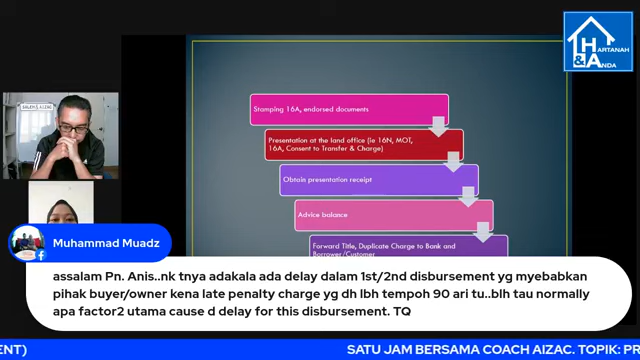 HARTANAH
& ANDA
Stamping 16A, endorsed documents
Presentation at the land office (ie 16N, MOT,
16A, Consent to Transfer & Charge)
Obtain presentation receipt
Advice balance
Forward Title, Duplicate Charge to Bank and
Borrower/Customer
Muhammad Muadz
assalam Pn. Anis..nk tnya adakala ada delay dalam 1st/2nd disbursement yg myebabkan
pihak buyer/owner kena late penalty charge yg dh lbh tempoh 90 ari tu..blh tau normally
apa factor2 utama cause d delay for this disbursement. TQ
ENT)
SATU JAM BERSAMA COACH AIZAC. TOPIK: PR